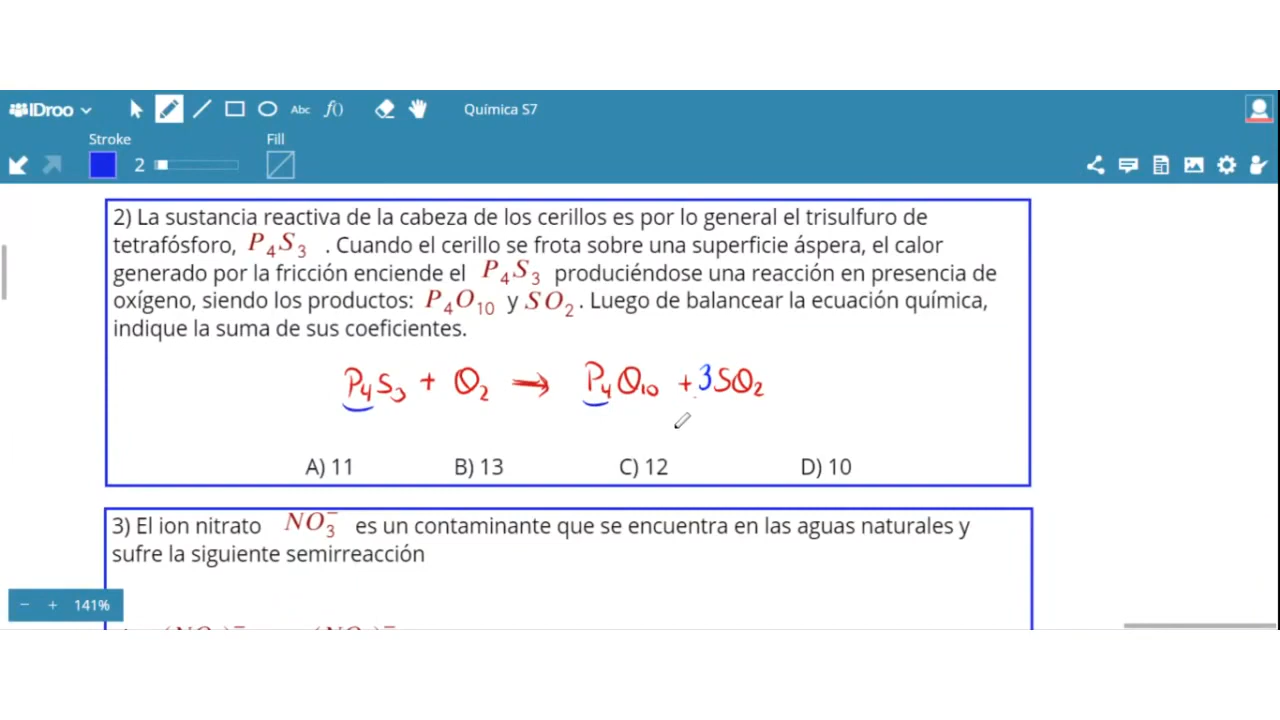 IDroo Abc f() Química S7
Stroke Fill
2
2) La sustancia reactiva de la cabeza de los cerillos es por lo general el trisulfuro de
tetrafósforo, P₄S₃ . Cuando el cerillo se frota sobre una superficie áspera, el calor
generado por la fricción enciende el P₄S₃ produciéndose una reacción en presencia de
oxígeno, siendo los productos: P₄O₁₀ y SO₂. Luego de balancear la ecuación química,
indique la suma de sus coeficientes.
P₄S₃ + O₂ → P₄O₁₀ + 3SO₂
A) 11 B) 13 C) 12 D) 10
3) El ion nitrato NO₃⁻ es un contaminante que se encuentra en las aguas naturales y
sufre la siguiente semirreacción
− + 141%